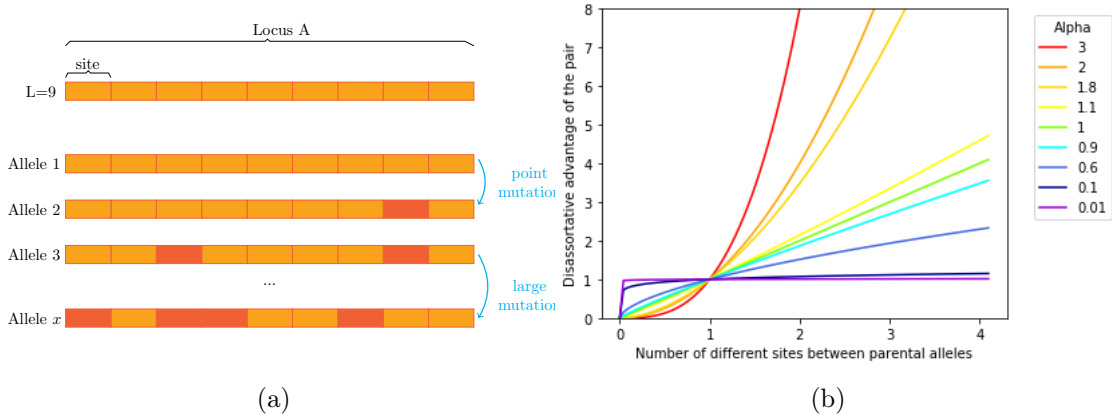 Locus A
site
L=9
Allele 1
point
mutation
Allele 2
Allele 3
...
large
mutation
Allele x
(a)
Disassortative advantage of the pair
8
7
6
5
4
3
2
1
0
0 1 2 3 4
Number of different sites between parental alleles
Alpha
3
2
1.8
1.1
1
0.9
0.6
0.1
0.01
(b)